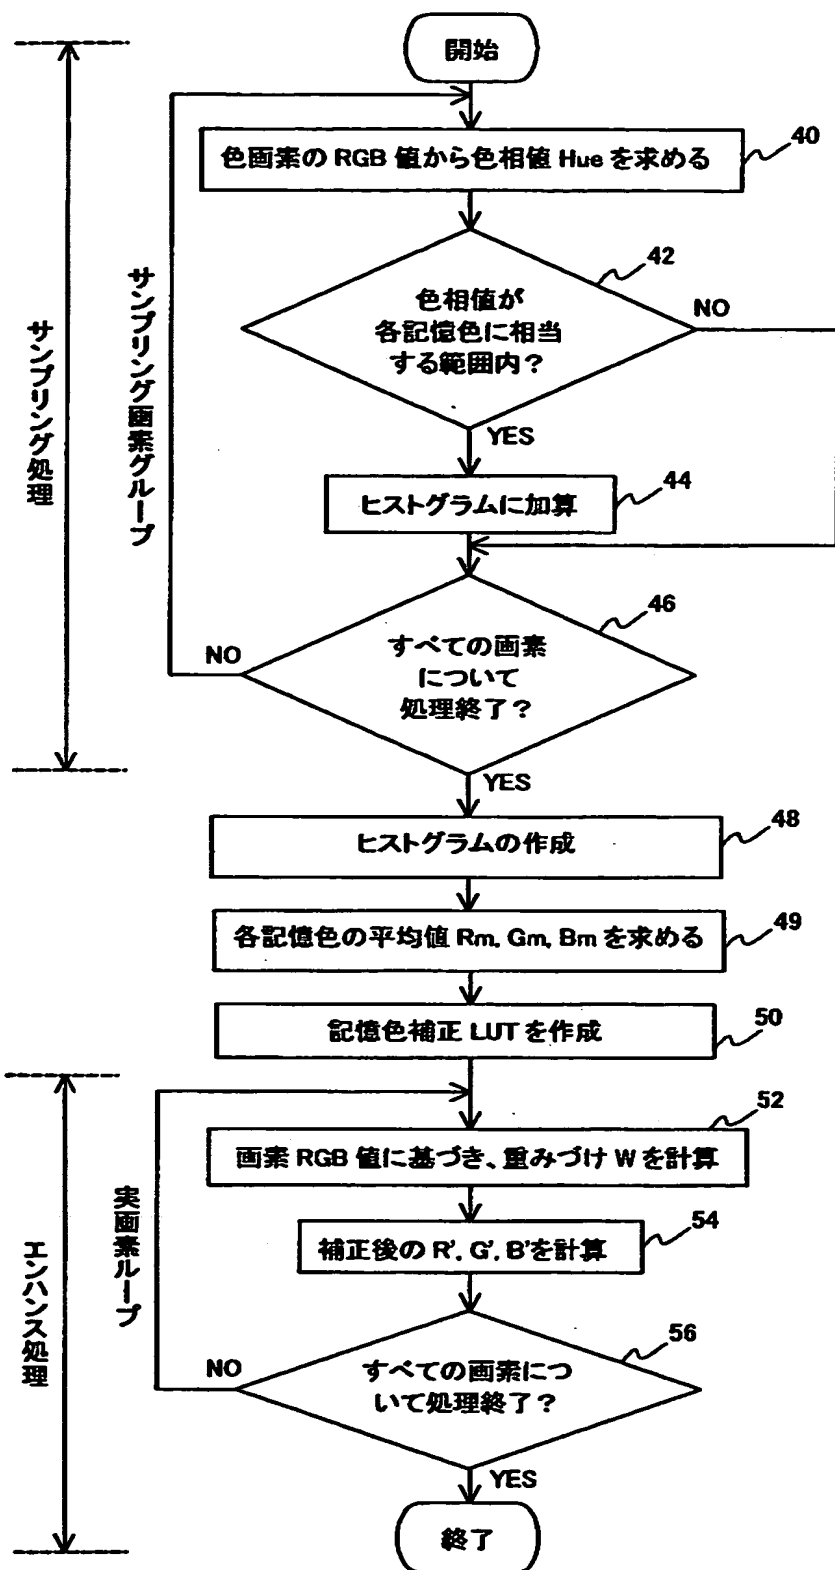 開始
色画素の RGB 値から色相値 Hue を求める
40
42
色相値が
各記憶色に相当
する範囲内?
NO
YES
ヒストグラムに加算
44
46
すべての画素
について
処理終了?
NO
YES
サンプリング処理
サンプリング画素グループ
ヒストグラムの作成
48
各記憶色の平均値 Rm, Gm, Bm を求める
49
記憶色補正 LUT を作成
50
52
画素 RGB 値に基づき、重みづけ W を計算
54
補正後の R', G', B'を計算
56
すべての画素につ
いて処理終了?
NO
YES
エンハンス処理
実画素ループ
終了